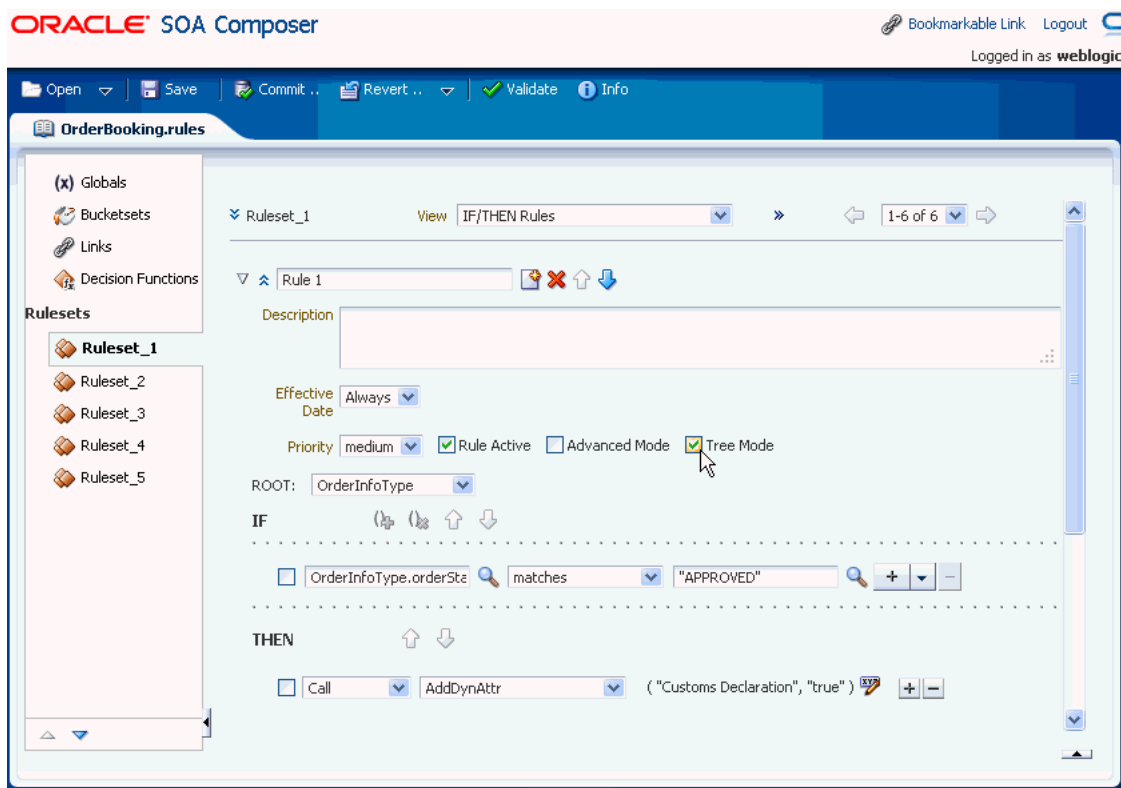 ORACLE SOA Composer
Bookmarkable Link Logout
Logged in as weblogic
Open Save Commit .. Revert .. Validate Info
OrderBooking.rules
(x) Globals
Bucketsets
Links
Decision Functions
Rulesets
Ruleset_1
Ruleset_2
Ruleset_3
Ruleset_4
Ruleset_5
Ruleset_1 View IF/THEN Rules 1-6 of 6
Rule 1
Description
Effective Date Always
Priority medium Rule Active Advanced Mode Tree Mode
ROOT: OrderInfoType
IF
OrderInfoType.orderSta matches "APPROVED"
THEN
Call AddDynAttr ( "Customs Declaration", "true" )